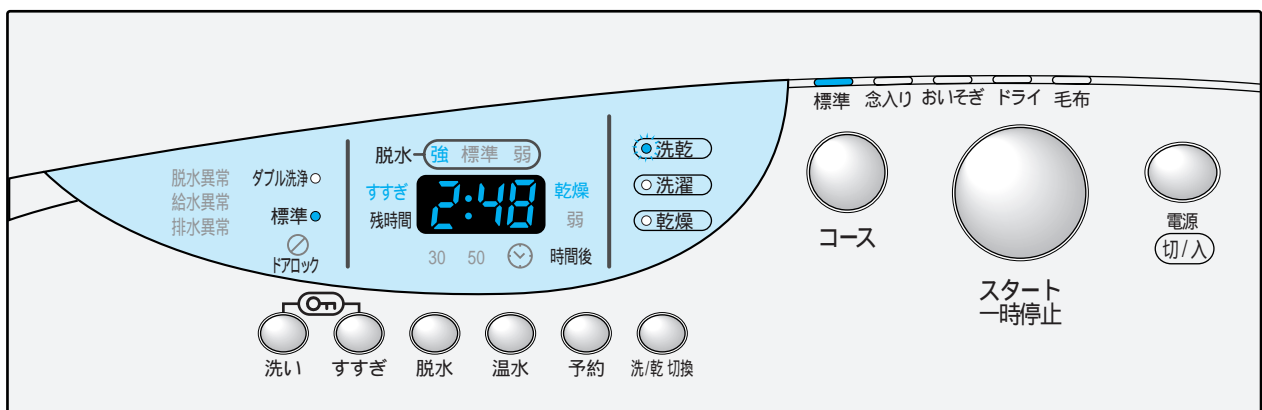 標準 念入り おいそぎ ドライ 毛布
脱水異常
給水異常
排水異常
ダブル洗浄
標準
ドアロック
脱水 強 標準 弱
すすぎ 2:48 乾燥
残時間 弱
30 50 時間後
洗乾
洗濯
乾燥
コース
スタート
一時停止
電源
切/入
洗い すすぎ 脱水 温水 予約 洗/乾 切換